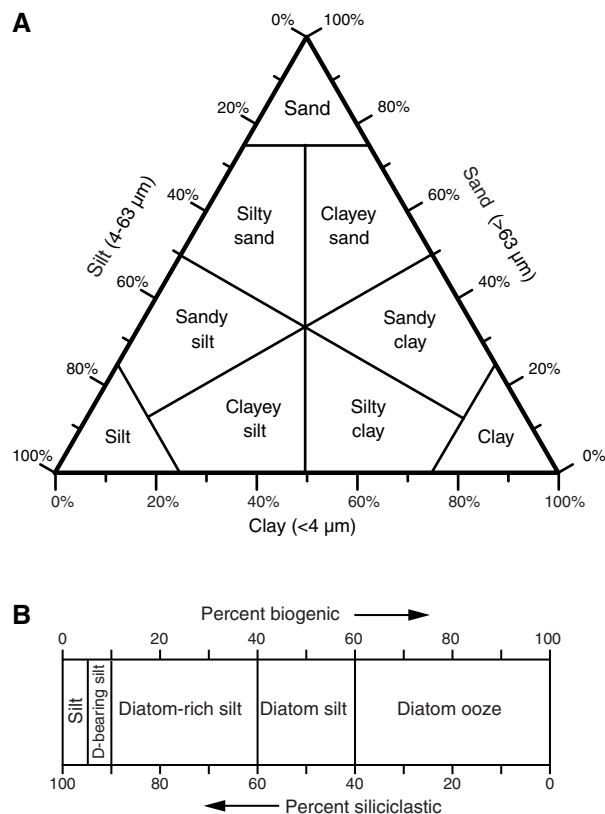 A
0%
100%
20%
80%
Sand
40%
60%
Silt (4-63 µm)
Sand (>63 µm)
Silty
sand
Clayey
sand
60%
40%
Sandy
silt
Sandy
clay
80%
20%
Clayey
silt
Silty
clay
Silt
Clay
100%
0%
0%
20%
40%
60%
80%
100%
Clay (<4 µm)
B
Percent biogenic
0 20 40 60 80 100
Silt
D-bearing silt
Diatom-rich silt
Diatom silt
Diatom ooze
100 80 60 40 20 0
Percent siliciclastic